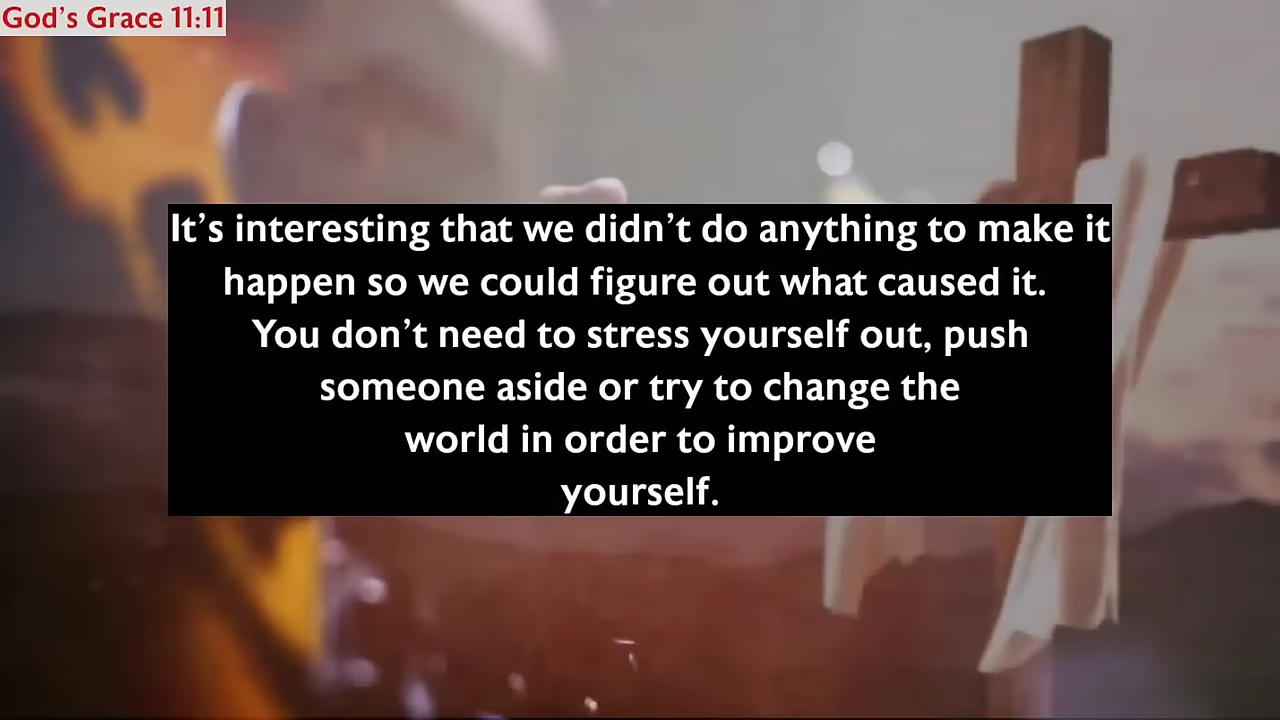 God's Grace 11:11
It's interesting that we didn't do anything to make it
happen so we could figure out what caused it.
You don't need to stress yourself out, push
someone aside or try to change the
world in order to improve
yourself.